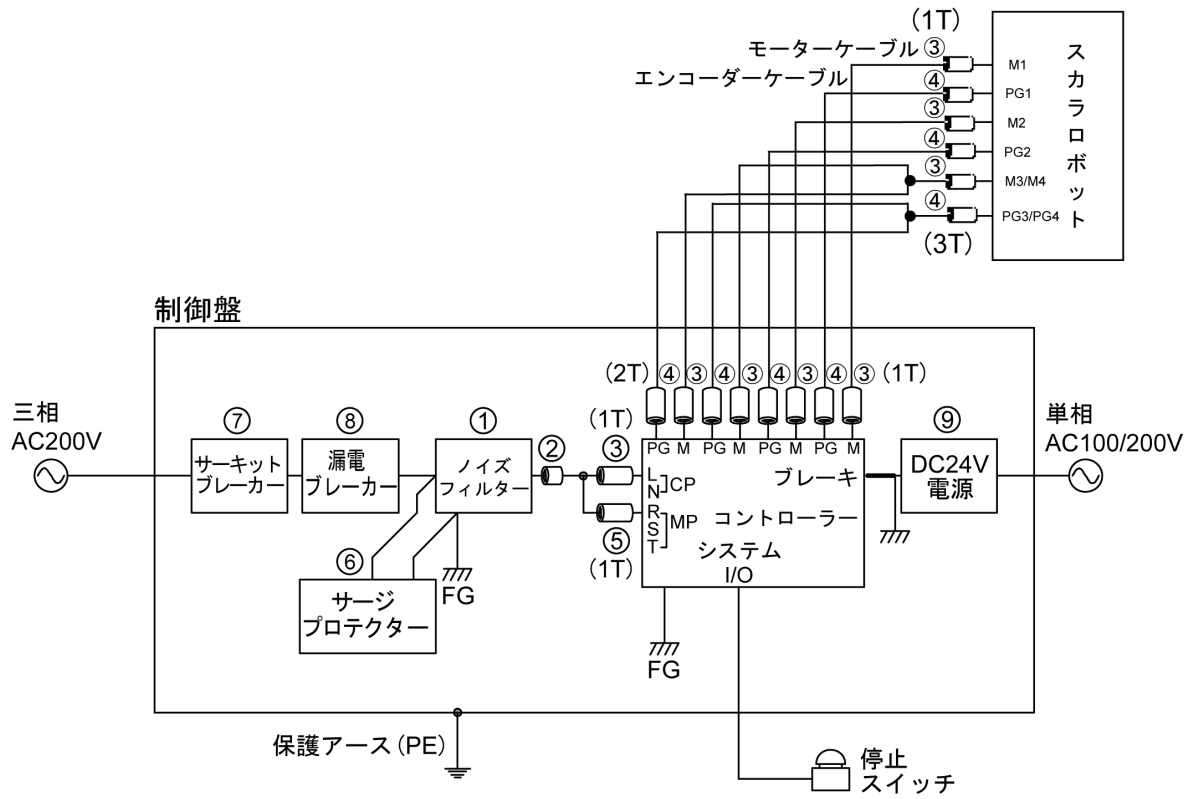 (1T)
モーターケーブル ③
エンコーダーケーブル
④
③
④
③
④
(3T)
M1
PG1
M2
PG2
M3/M4
PG3/PG4
スカラロボット
制御盤
(2T) ④ ③ ④ ③ ④ ③ ④ ③ (1T)
三相
AC200V
⑦
サーキット
ブレーカー
⑧
漏電
ブレーカー
①
ノイズ
フィルター
②
(1T)
③
⑤
(1T)
PG M PG M PG M PG M
L
N
CP
R
S
T
MP
ブレーキ
コントローラー
システム
I/O
⑨
DC24V
電源
単相
AC100/200V
⑥
サージ
プロテクター
FG
FG
保護アース(PE)
停止
スイッチ